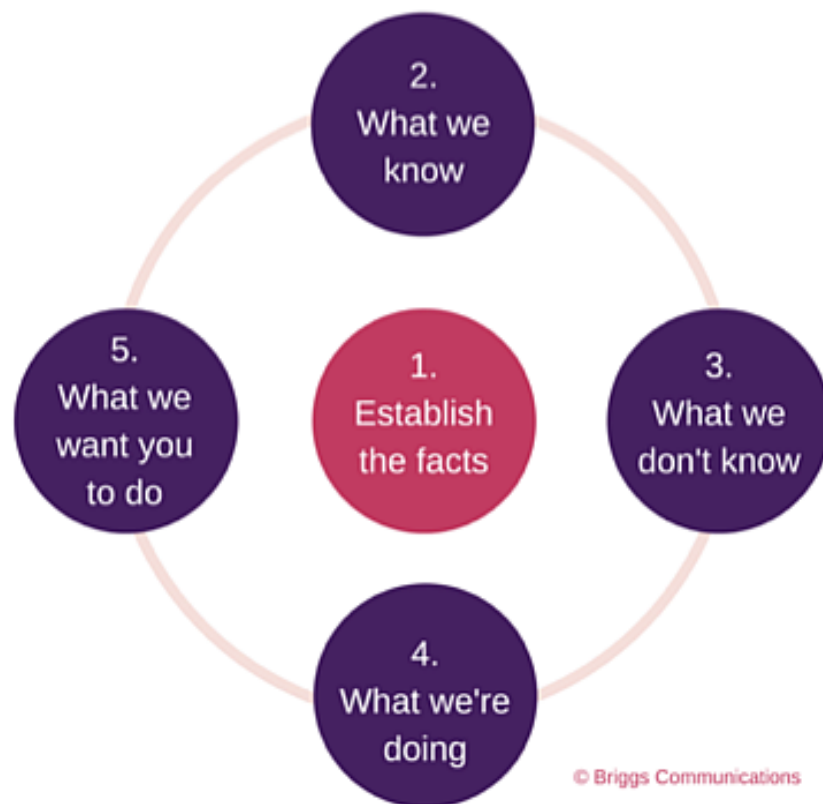 2.
What we
know
5.
What we
want you
to do
1.
Establish
the facts
3.
What we
don't know
4.
What we're
doing
© Briggs Communications